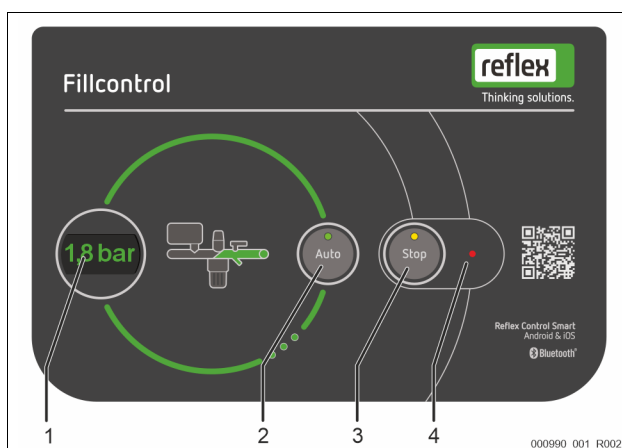 reflex
Thinking solutions.
Fillcontrol
1,8 bar
Auto
Stop
Reflex Control Smart
Android & iOS
Bluetooth®
1
2
3
4
000990_001_R002